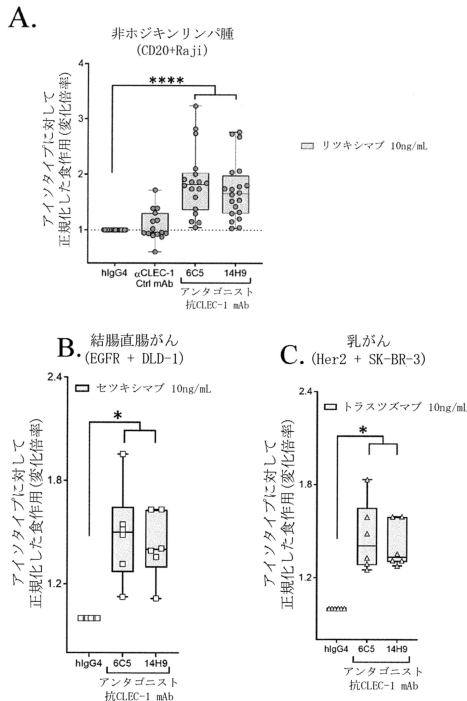 A.
非ホジキンリンパ腫
(CD20+Raji)
アイソタイプに対して
正規化した食作用(変化倍率)
4
3
2
1
****
リツキシマブ 10ng/mL
hIgG4
αCLEC-1
Ctrl mAb
6C5
14H9
アンタゴニスト
抗CLEC-1 mAb
B.
結腸直腸がん
(EGFR + DLD-1)
アイソタイプに対して
正規化した食作用(変化倍率)
2.4
1.8
1.2
セツキシマブ 10ng/mL
*
hIgG4
6C5
14H9
アンタゴニスト
抗CLEC-1 mAb
C.
乳がん
(Her2 + SK-BR-3)
アイソタイプに対して
正規化した食作用(変化倍率)
2.4
1.8
1.2
トラスツズマブ 10ng/mL
*
hIgG4
6C5
14H9
アンタゴニスト
抗CLEC-1 mAb